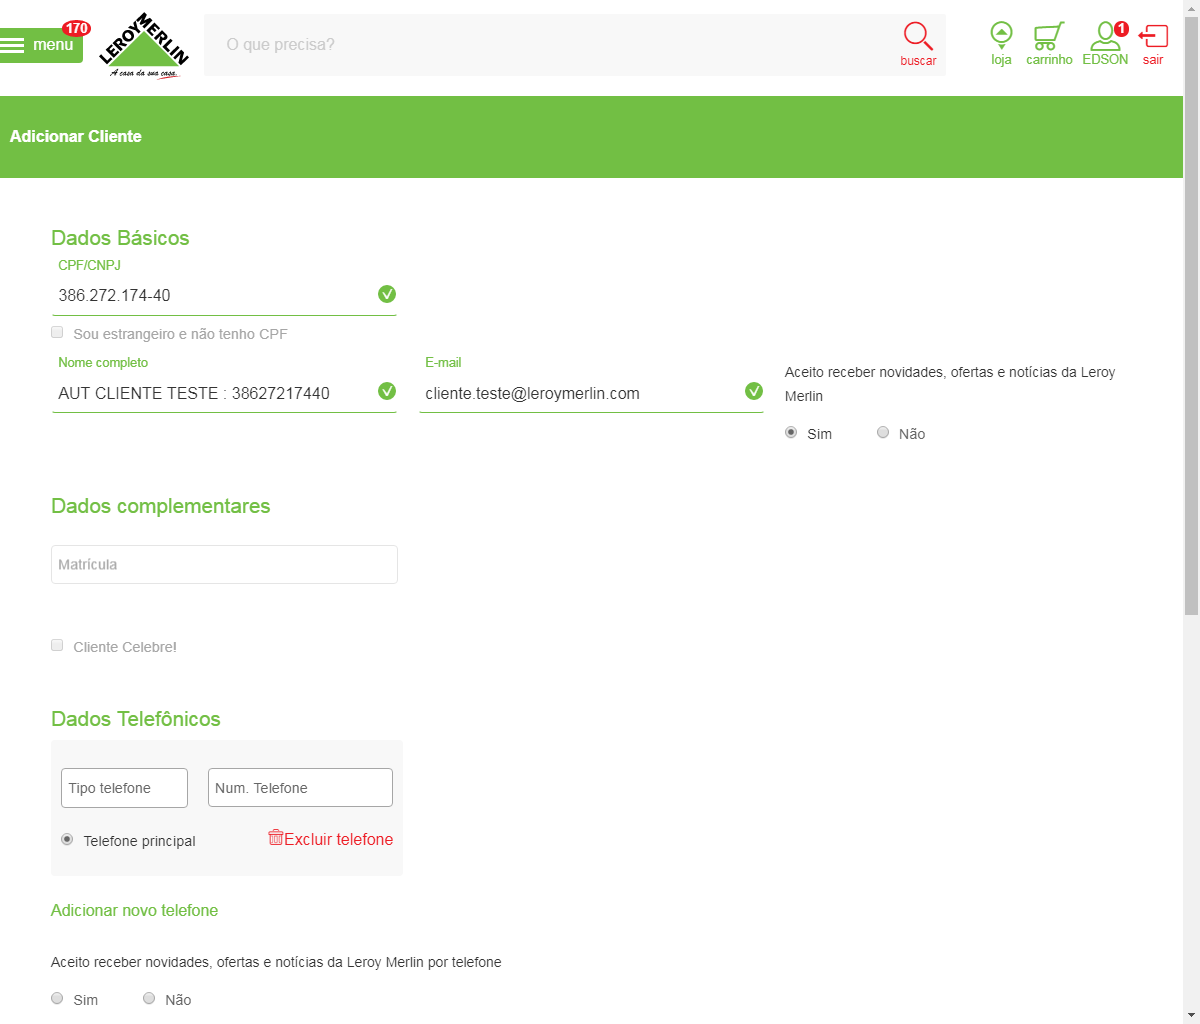 170
menu
LEROY MERLIN
A casa da sua casa.
O que precisa?
buscar
loja
carrinho
1
EDSON
sair
Adicionar Cliente
Dados Básicos
CPF/CNPJ
386.272.174-40
Sou estrangeiro e não tenho CPF
Nome completo
AUT CLIENTE TESTE : 38627217440
E-mail
cliente.teste@leroymerlin.com
Aceito receber novidades, ofertas e notícias da Leroy
Merlin
Sim Não
Dados complementares
Matrícula
Cliente Celebre!
Dados Telefônicos
Tipo telefone Num. Telefone
Telefone principal Excluir telefone
Adicionar novo telefone
Aceito receber novidades, ofertas e notícias da Leroy Merlin por telefone
Sim Não